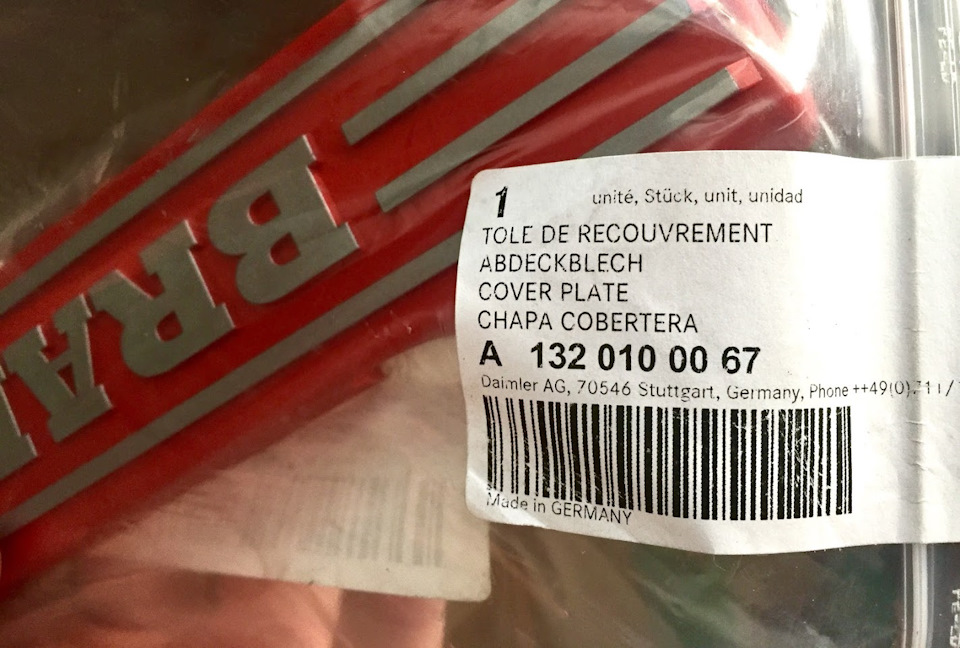 BRA
1 unité, Stück, unit, unidad
TOLE DE RECOUVREMENT
ABDECKBLECH
COVER PLATE
CHAPA COBERTERA
A 132 010 00 67
Daimler AG, 70546 Stuttgart, Germany, Phone ++49(0)711/
Made in GERMANY